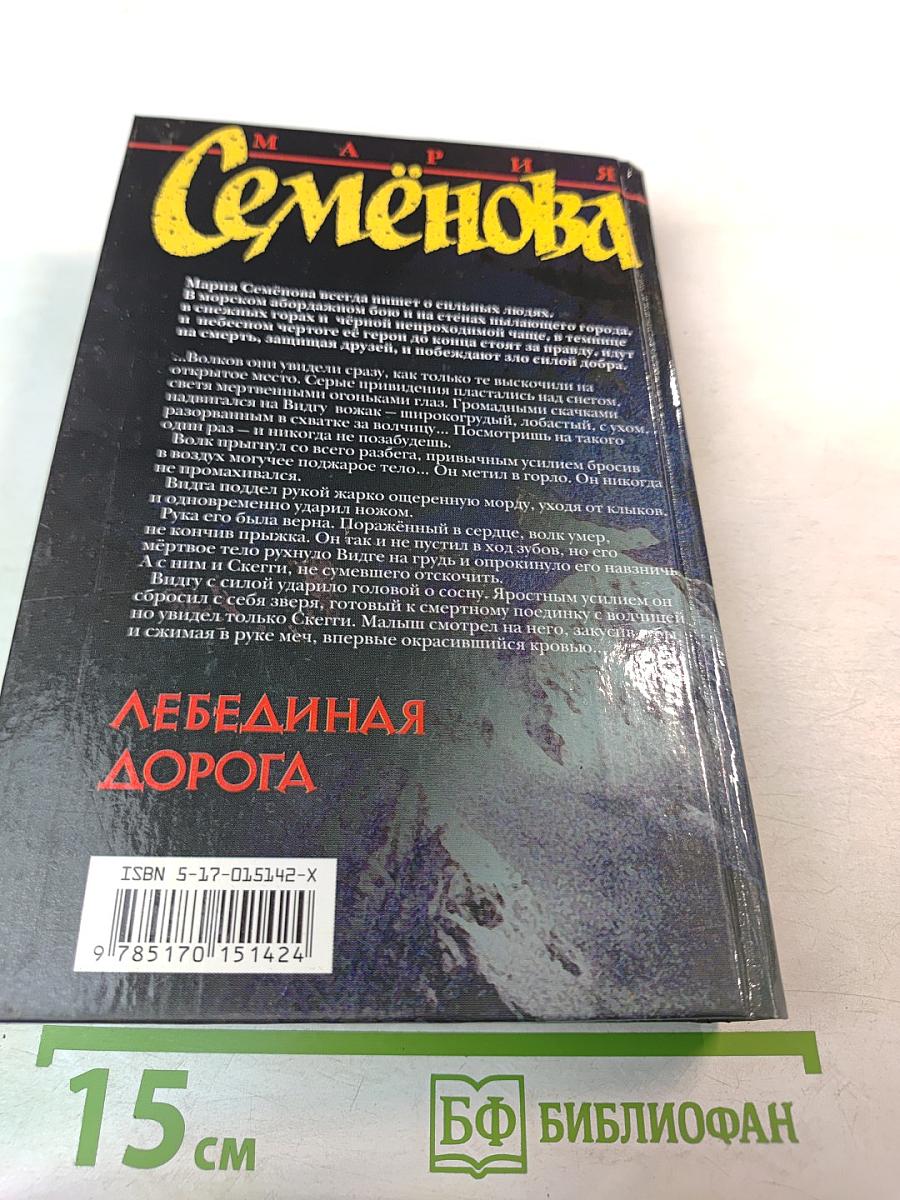 МАРИЯ
Семёнова
Мария Семёнова всегда пишет о сильных людях.
В морском абордажном бою и на стенах пылающего города,
в снежных горах и чёрной непроходимой чаще, в темнице
и небесном чертоге её герои до конца стоят за правду, идут
на смерть, защищая друзей, и побеждают зло силой добра.
...Волков они увидели сразу, как только те выскочили на
открытое место. Серые привидения пластались над снегом,
светя мертвенными огоньками глаз. Громадными скачками
надвигался на Видгу вожак – широкогрудый, лобастый, с ухом,
разорванным в схватке за волчицу... Посмотришь на такого
один раз – и никогда не позабудешь.
Волк прыгнул со всего разбега, привычным усилием бросив
в воздух могучее поджарое тело... Он метил в горло. Он никогда
не промахивался.
Видга поддел рукой жарко ощеренную морду, уходя от клыков,
и одновременно ударил ножом.
Рука его была верна. Поражённый в сердце, волк умер,
не кончив прыжка. Он так и не пустил в ход зубов, но его
мёртвое тело рухнуло Видге на грудь и опрокинуло его навзничь.
А с ним и Скегги, не сумевшего отскочить.
Видгу с силой ударило головой о сосну. Яростным усилием он
сбросил с себя зверя, готовый к смертному поединку с волчицей,
но увидел только Скегги. Малыш смотрел на него,
и сжимая в руке меч, впервые окрасившийся кровью...
ЛЕБЕДИНАЯ
ДОРОГА
ISBN 5-17-015142-X
9 785170 151424
15 см
БФ БИБЛИОФАН